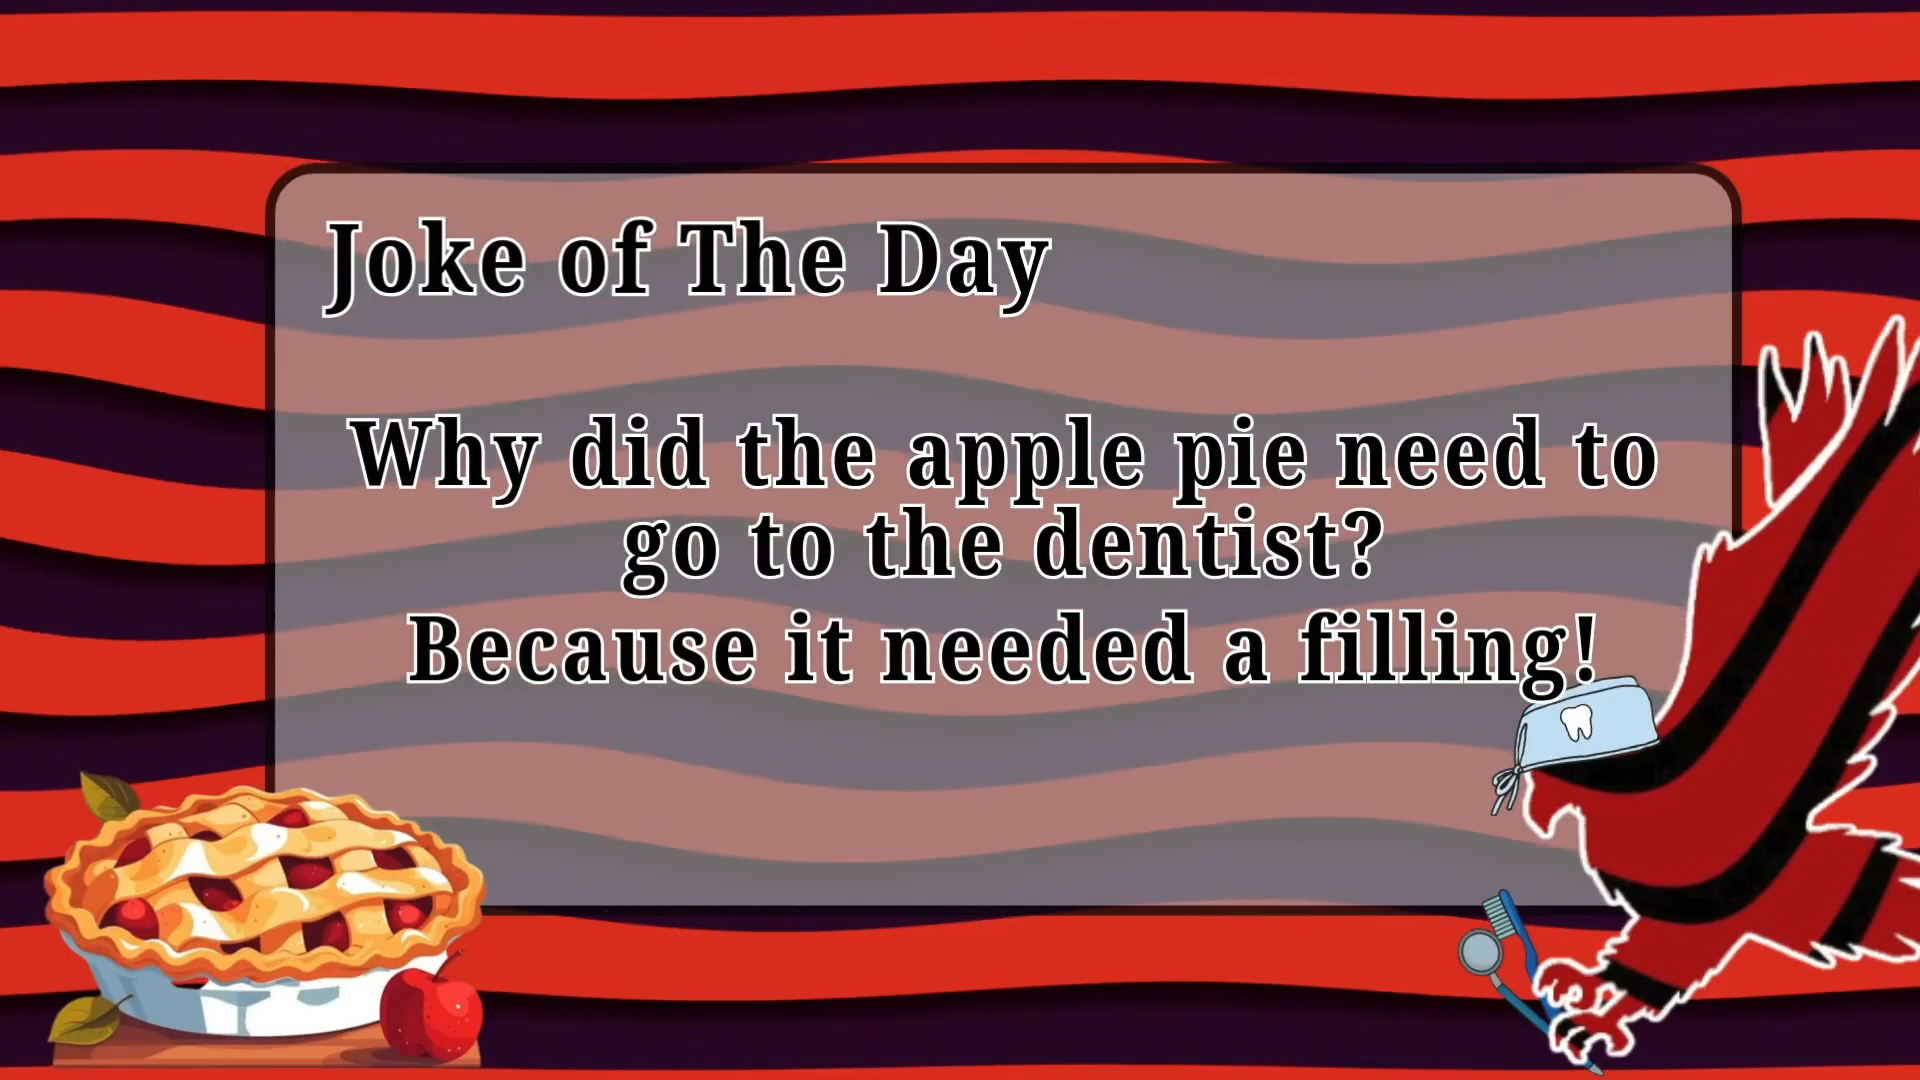 Joke of The Day
Why did the apple pie need to
go to the dentist?
Because it needed a filling!